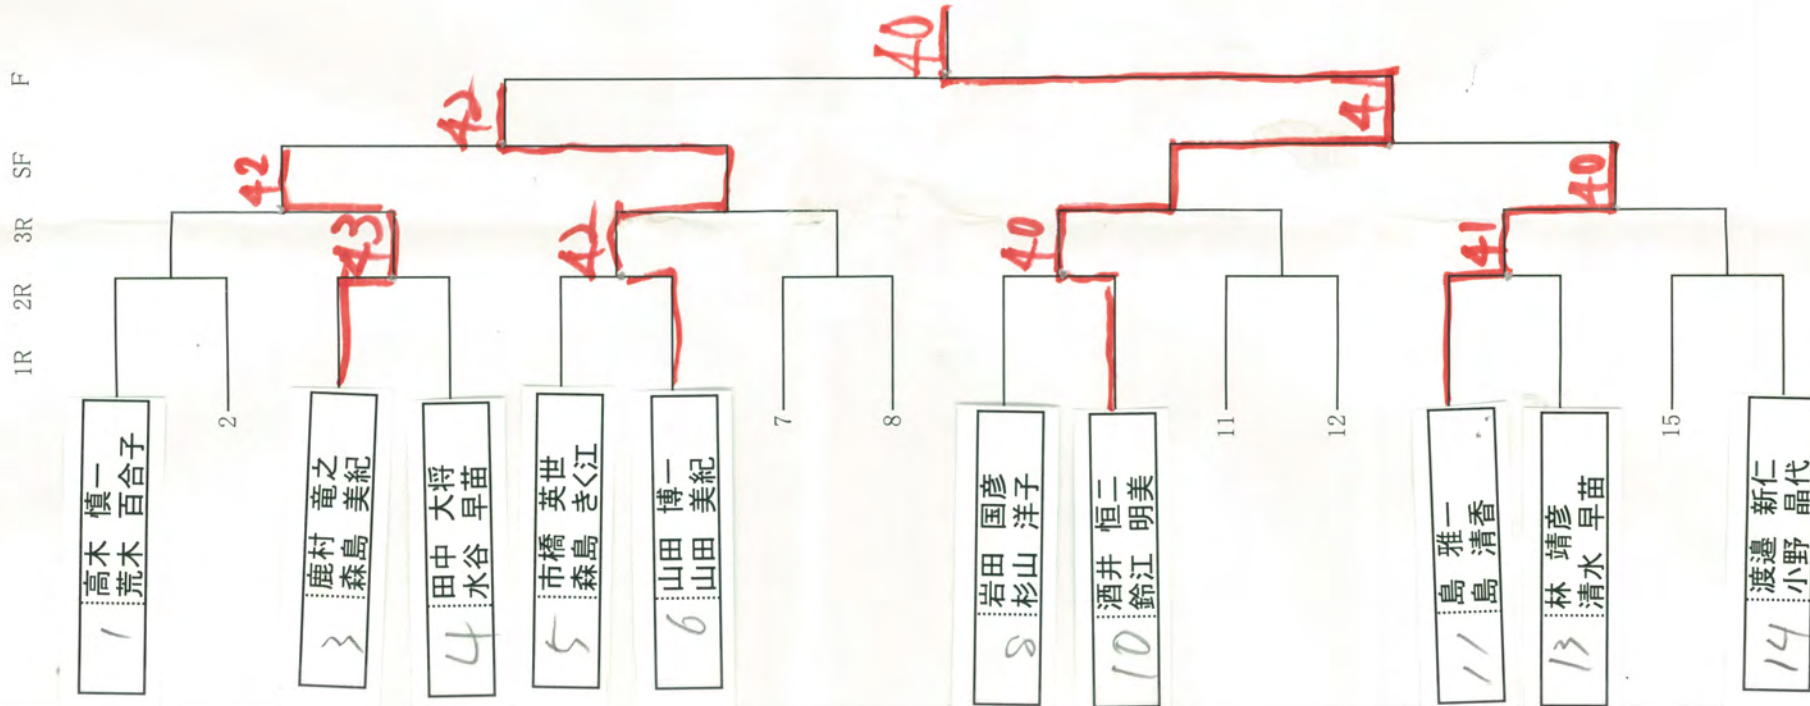 F
SF
3R
2R
1R
40
42
4
42
40
43
42
40
41
1
高木 慎一
荒木 百合子
2
3
鹿村 竜之
森島 美紀
4
田中 大将
水谷 早苗
5
市橋 英世
森島 きく江
6
山田 博一
山田 美紀
7
8
8
岩田 国彦
杉山 洋子
10
酒井 恒二
鈴江 明美
11
12
11
島 雅一
島 清香
13
林 靖彦
清水 早苗
15
14
渡邉 新仁
小野 晶代